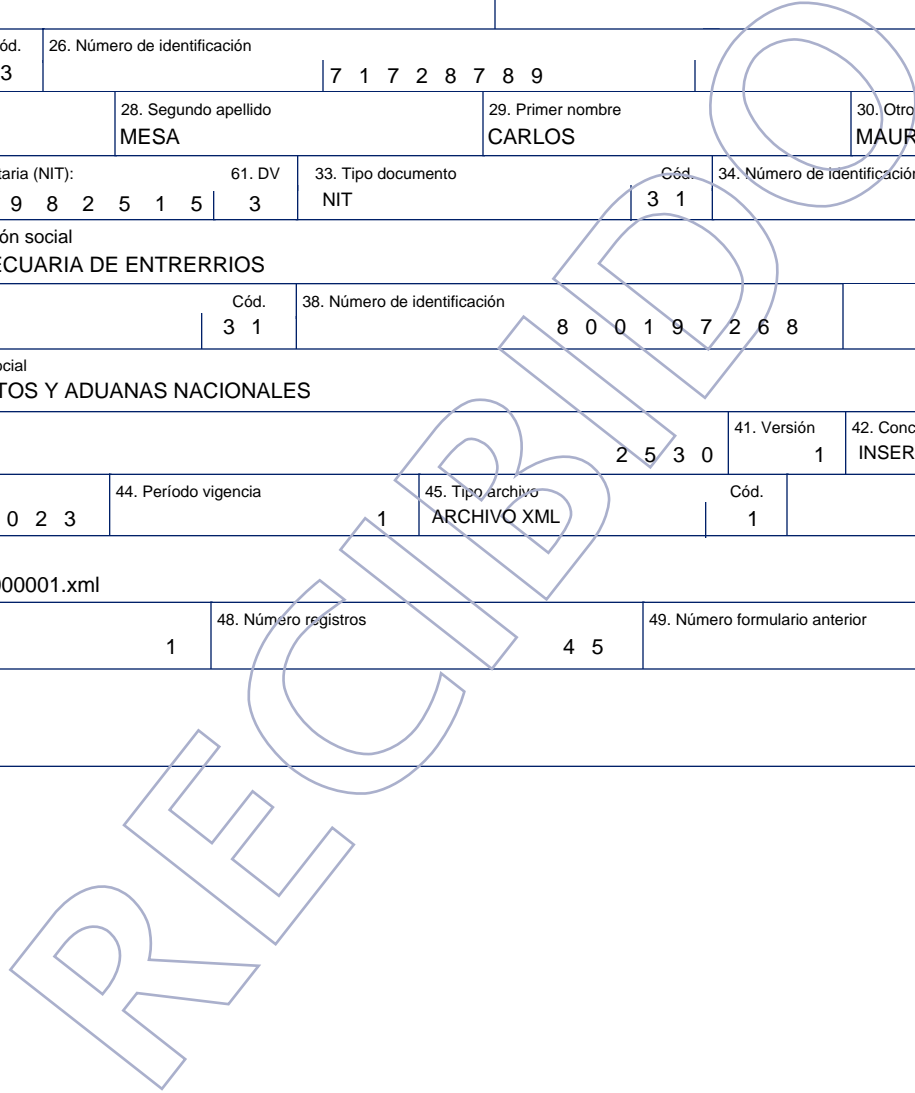 ód. 26. Número de identificación
3 7 1 7 2 8 7 8 9
28. Segundo apellido 29. Primer nombre 30. Otro
MESA CARLOS MAUR
taria (NIT): 61. DV 33. Tipo documento Cód. 34. Número de identificación
9 8 2 5 1 5 3 NIT 3 1
ón social
ECUARIA DE ENTRERRIOS
Cód. 38. Número de identificación
3 1 8 0 0 1 9 7 2 6 8
ocial
TOS Y ADUANAS NACIONALES
41. Versión 42. Conc
2 5 3 0 1 INSER
44. Período vigencia 45. Tipo archivo Cód.
0 2 3 1 ARCHIVO XML 1
000001.xml
48. Número registros 49. Número formulario anterior
1 4 5
RECIBIDO